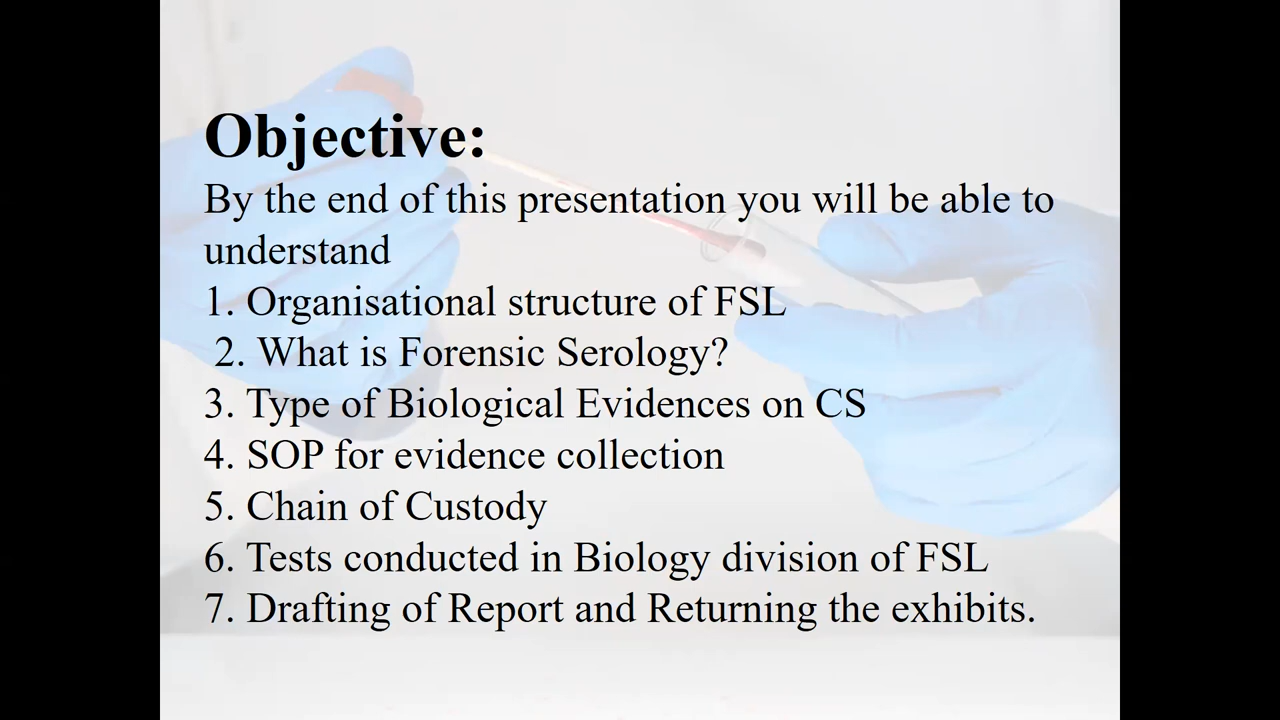 Objective:
By the end of this presentation you will be able to
understand
1. Organisational structure of FSL
2. What is Forensic Serology?
3. Type of Biological Evidences on CS
4. SOP for evidence collection
5. Chain of Custody
6. Tests conducted in Biology division of FSL
7. Drafting of Report and Returning the exhibits.